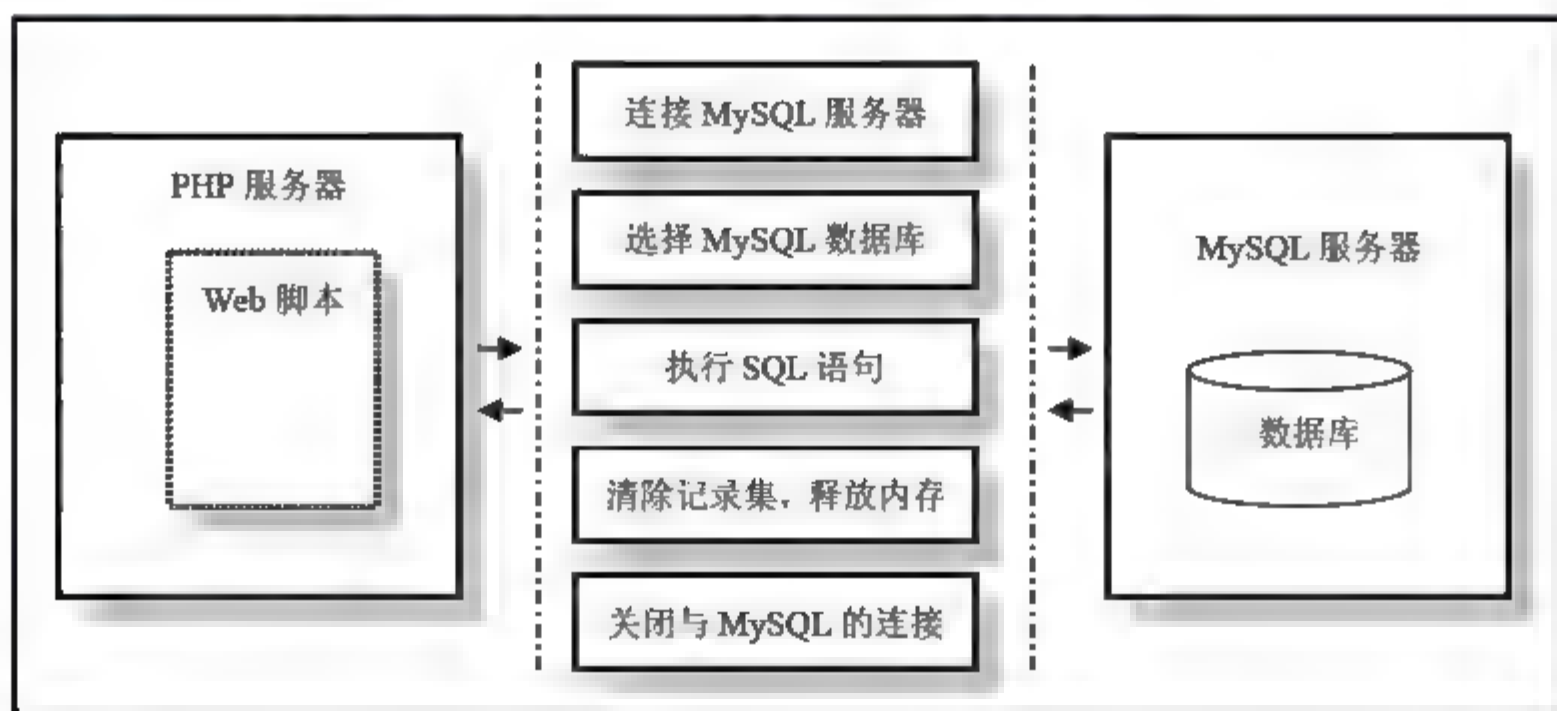 PHP 服务器
Web 脚本
连接 MySQL 服务器
选择 MySQL 数据库
执行 SQL 语句
清除记录集，释放内存
关闭与 MySQL 的连接
MySQL 服务器
数据库